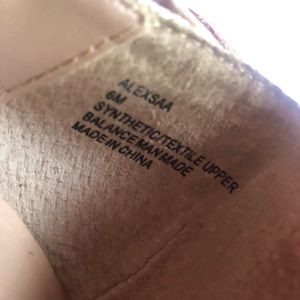 ALEXSAA
6M
SYNTHETIC/TEXTILE UPPER
BALANCE MAN MADE
MADE IN CHINA